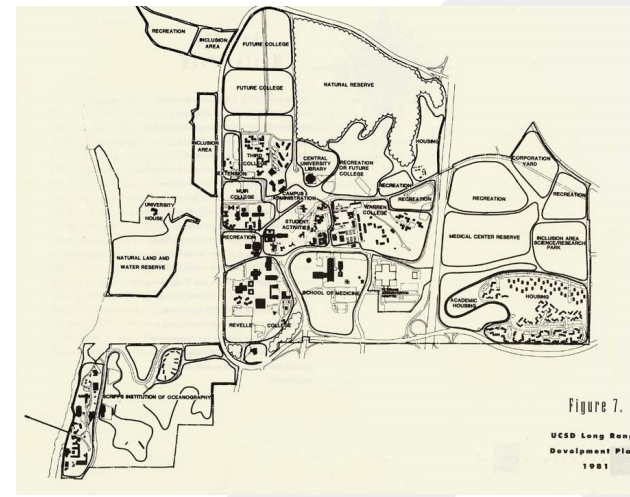 RECREATION
INCLUSION
AREA
FUTURE COLLEGE
FUTURE COLLEGE
NATURAL RESERVE
INCLUSION
AREA
THIRD
COLLEGE
EXTENSION
CENTRAL
UNIVERSITY
LIBRARY
RECREATION
OR FUTURE
COLLEGE
HOUSING
RECREATION
RECREATION
CORPORATION
YARD
RECREATION
RECREATION
MUIR
COLLEGE
CAMPUS
ADMINISTRATION
STUDENT
ACTIVITIES
WARREN
COLLEGE
UNIVERSITY
HOUSE
RECREATION
MEDICAL CENTER RESERVE
INCLUSION AREA
SCIENCE/RESEARCH
PARK
NATURAL LAND AND
WATER RESERVE
SCHOOL OF MEDICINE
ACADEMIC
HOUSING
HOUSING
REVELLE COLLEGE
SCRIPPS INSTITUTION OF OCEANOGRAPHY
Figure 7.
UCSD Long Rang
Devolpment Pla
1981